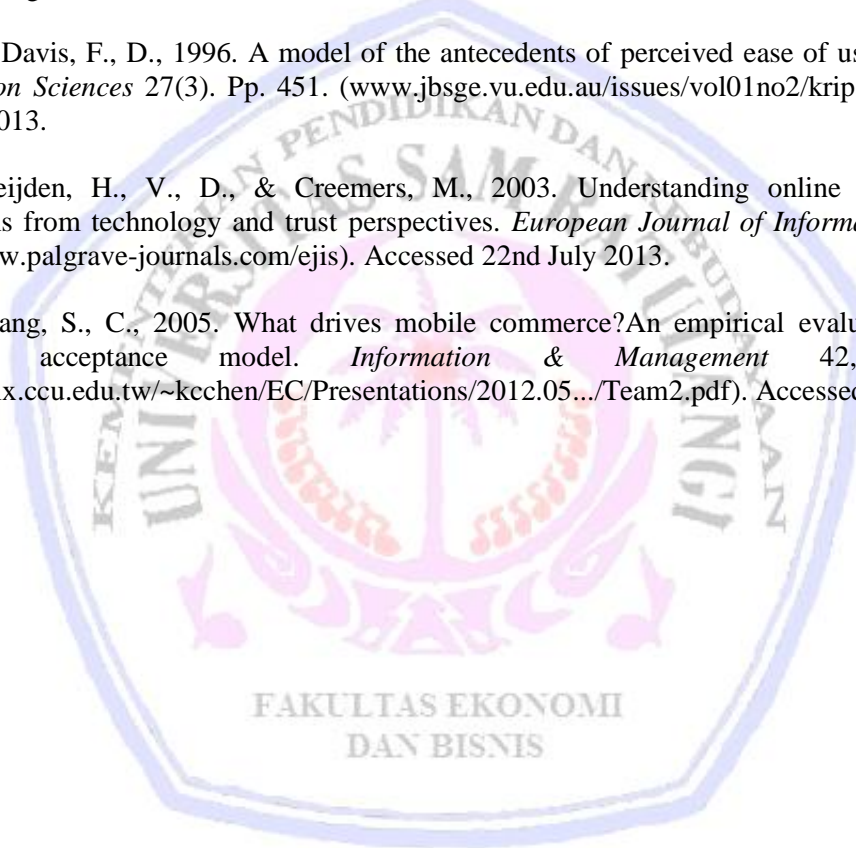 Davis, F., D., 1996. A model of the antecedents of perceived ease of us
on Sciences 27(3). Pp. 451. (www.jbsge.vu.edu.au/issues/vol01no2/krip
013.
eijden, H., V., D., & Creemers, M., 2003. Understanding online
s from technology and trust perspectives. European Journal of Informa
w.palgrave-journals.com/ejis). Accessed 22nd July 2013.
ang, S., C., 2005. What drives mobile commerce?An empirical evalu
acceptance model. Information & Management 42,
x.ccu.edu.tw/~kcchen/EC/Presentations/2012.05.../Team2.pdf). Accessed
PENDIDIKAN DAN
UNIVERSITAS SAM RATULANGI
FAKULTAS EKONOMI
DAN BISNIS